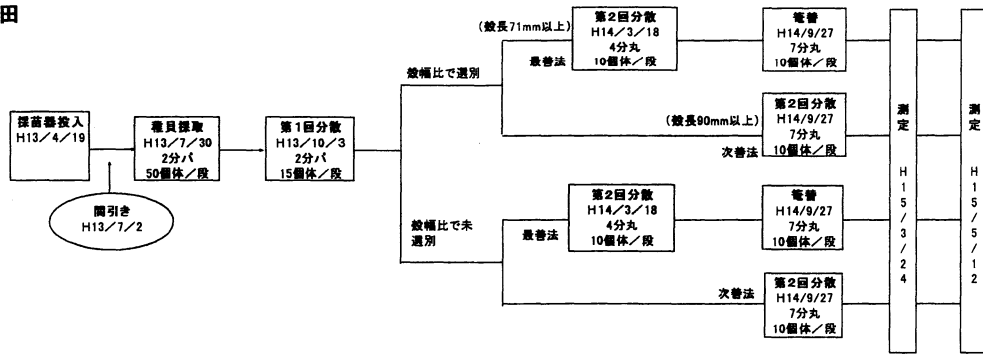 田
採苗器投入
H13/4/19
間引き
H13/7/2
種貝採取
H13/7/30
2分パ
50個体/段
第1回分散
H13/10/3
2分パ
15個体/段
殻幅比で選別
(殻長71mm以上)
最善法
第2回分散
H14/3/18
4分丸
10個体/段
篭替
H14/9/27
7分丸
10個体/段
(殻長90mm以上)
次善法
第2回分散
H14/9/27
7分丸
10個体/段
殻幅比で未
選別
最善法
第2回分散
H14/3/18
4分丸
10個体/段
篭替
H14/9/27
7分丸
10個体/段
次善法
第2回分散
H14/9/27
7分丸
10個体/段
測定 H15/3/24
測定 H15/5/12